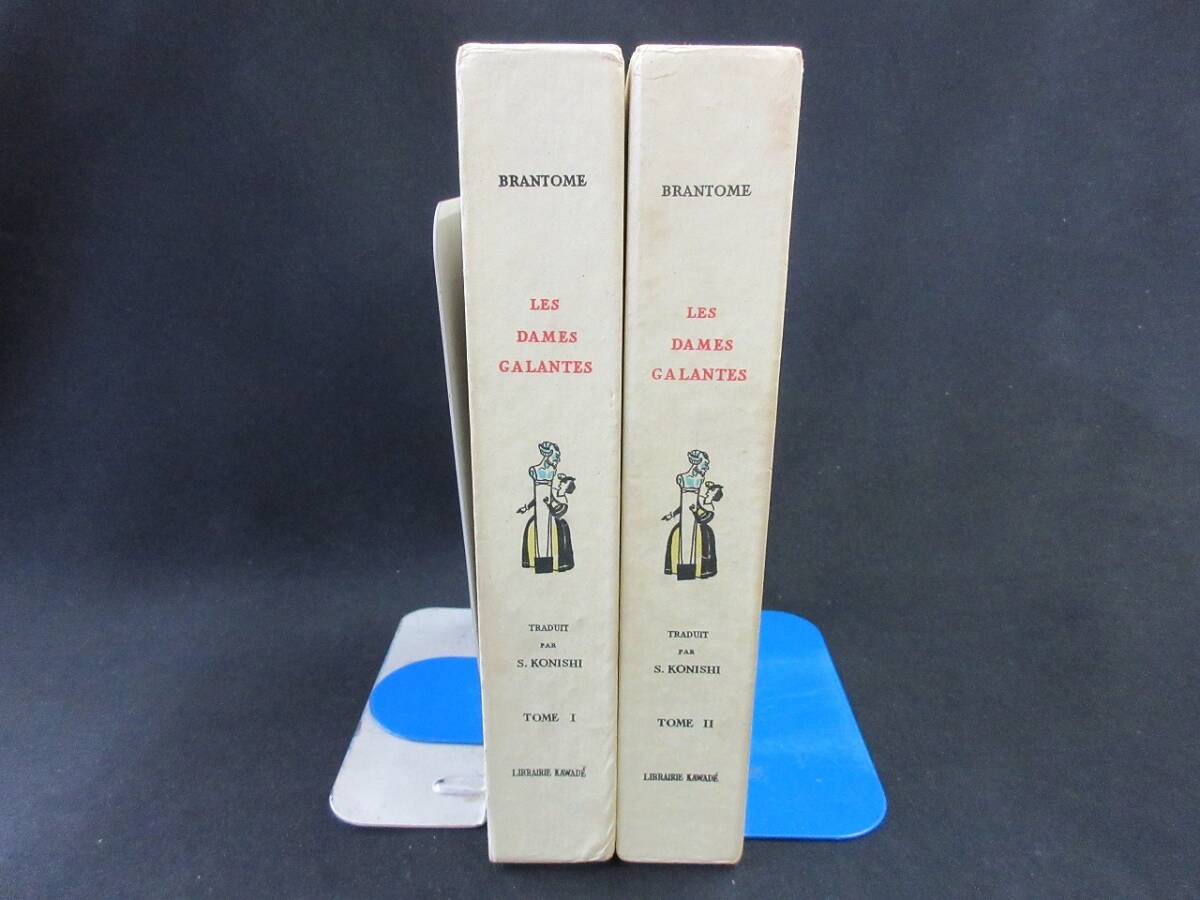 BRANTOME
LES
DAMES
GALANTES
TRADUIT
PAR
S. KONISHI
TOME I
LIBRAIRIE KAWADÉ
BRANTOME
LES
DAMES
GALANTES
TRADUIT
PAR
S. KONISHI
TOME II
LIBRAIRIE KAWADÉ